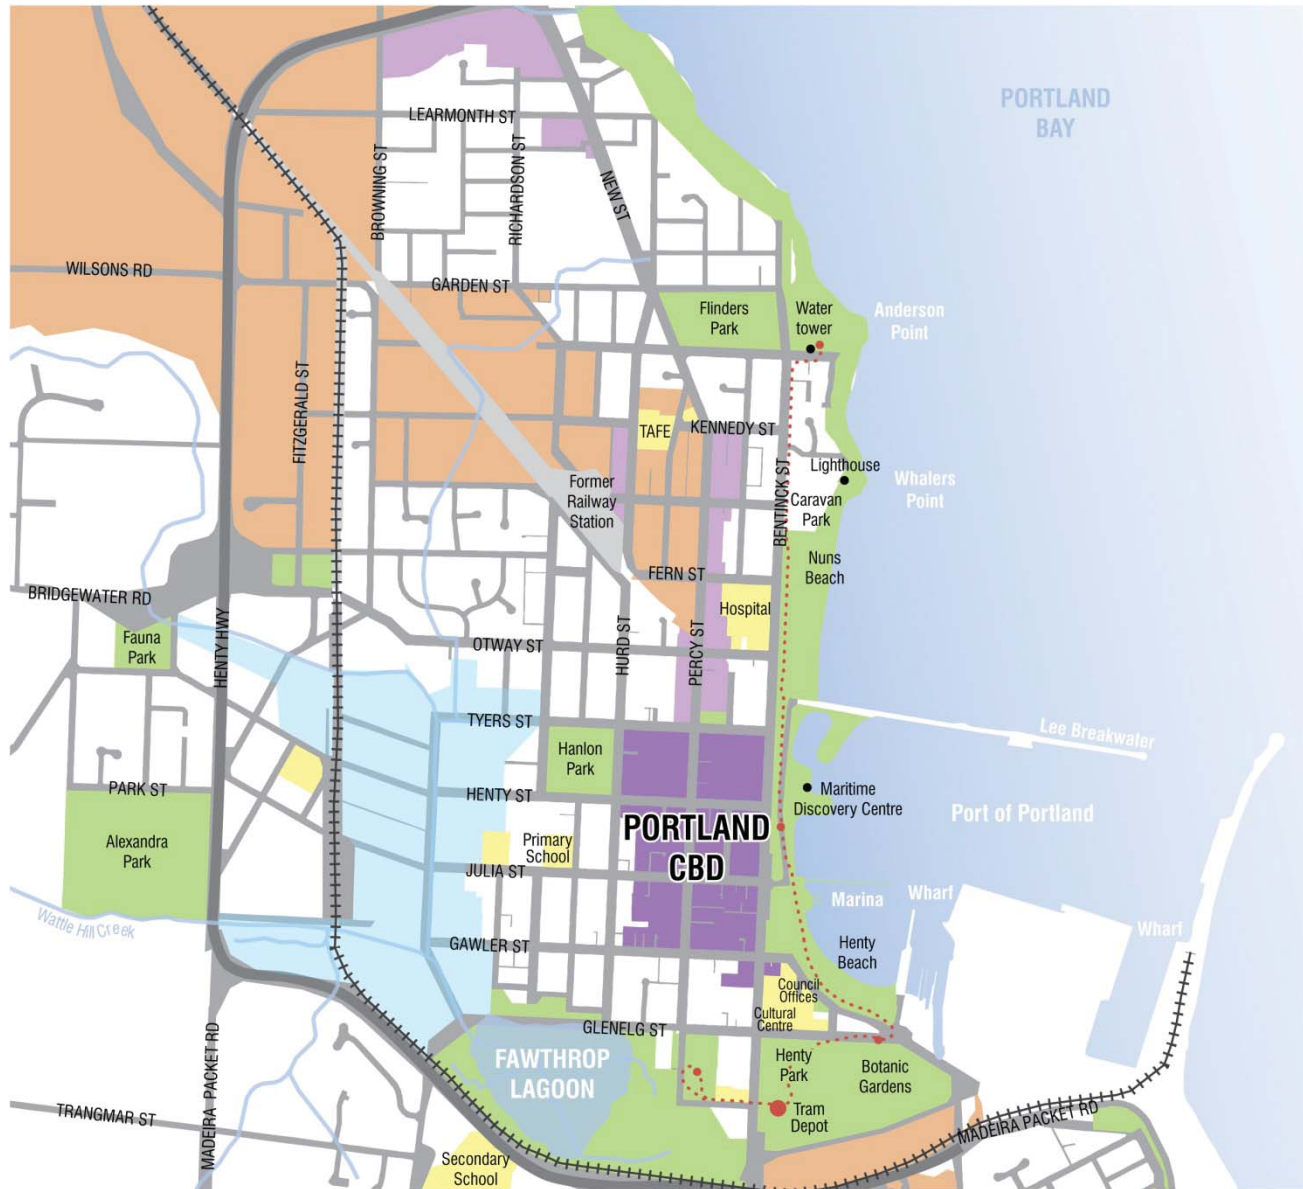 PORTLAND
BAY
LEARMONTH ST
BROWNING ST
RICHARDSON ST
NEW ST
WILSONS RD
GARDEN ST
Flinders
Park
Water
tower
Anderson
Point
FITZGERALD ST
TAFE
KENNEDY ST
BENTINCK ST
Lighthouse
Whalers
Point
Caravan
Park
Former
Railway
Station
Nuns
Beach
FERN ST
BRIDGEWATER RD
Hospital
Fauna
Park
HENTY HWY
OTWAY ST
HURD ST
PERCY ST
TYERS ST
Lee Breakwater
Hanlon
Park
PARK ST
HENTY ST
Maritime
Discovery Centre
Port of Portland
PORTLAND
CBD
Alexandra
Park
Primary
School
JULIA ST
Marina
Wharf
Wharf
Wattle Hill Creek
GAWLER ST
Henty
Beach
Council
Offices
Cultural
Centre
GLENELG ST
FAWTHROP
LAGOON
Henty
Park
Botanic
Gardens
MADEIRA PACKET RD
TRANGMAR ST
Tram
Depot
MADEIRA PACKET RD
Secondary
School